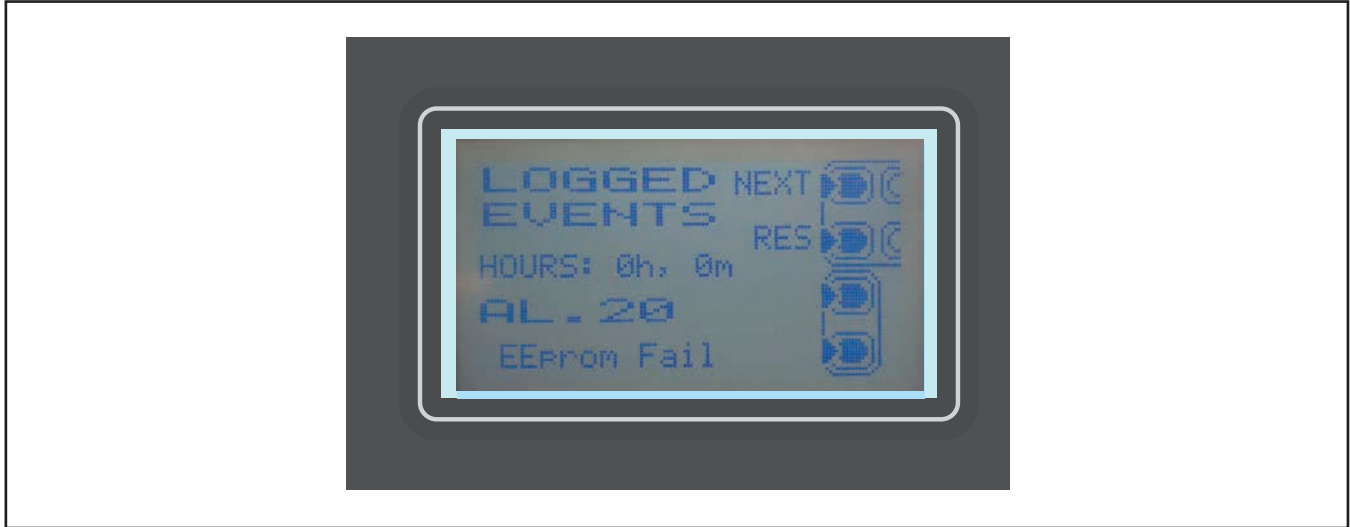 LOGGED NEXT
EVENTS
RES
HOURS: 0h, 0m
AL.20
EEprom Fail